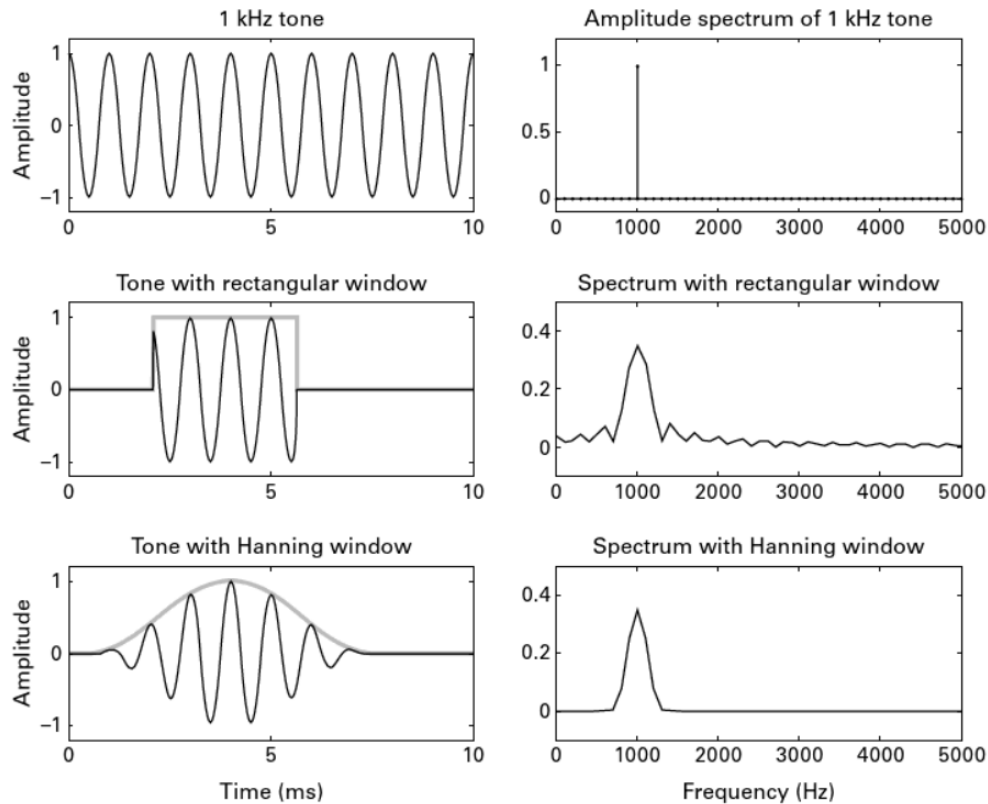 1 kHz tone
Amplitude spectrum of 1 kHz tone
Amplitude
1
0
−1
0 5 10
1
0.5
0
0 1000 2000 3000 4000 5000
Tone with rectangular window
Spectrum with rectangular window
Amplitude
1
0
−1
0 5 10
0.4
0.2
0
0 1000 2000 3000 4000 5000
Tone with Hanning window
Spectrum with Hanning window
Amplitude
1
0
−1
0 5 10
Time (ms)
0.4
0.2
0
0 1000 2000 3000 4000 5000
Frequency (Hz)